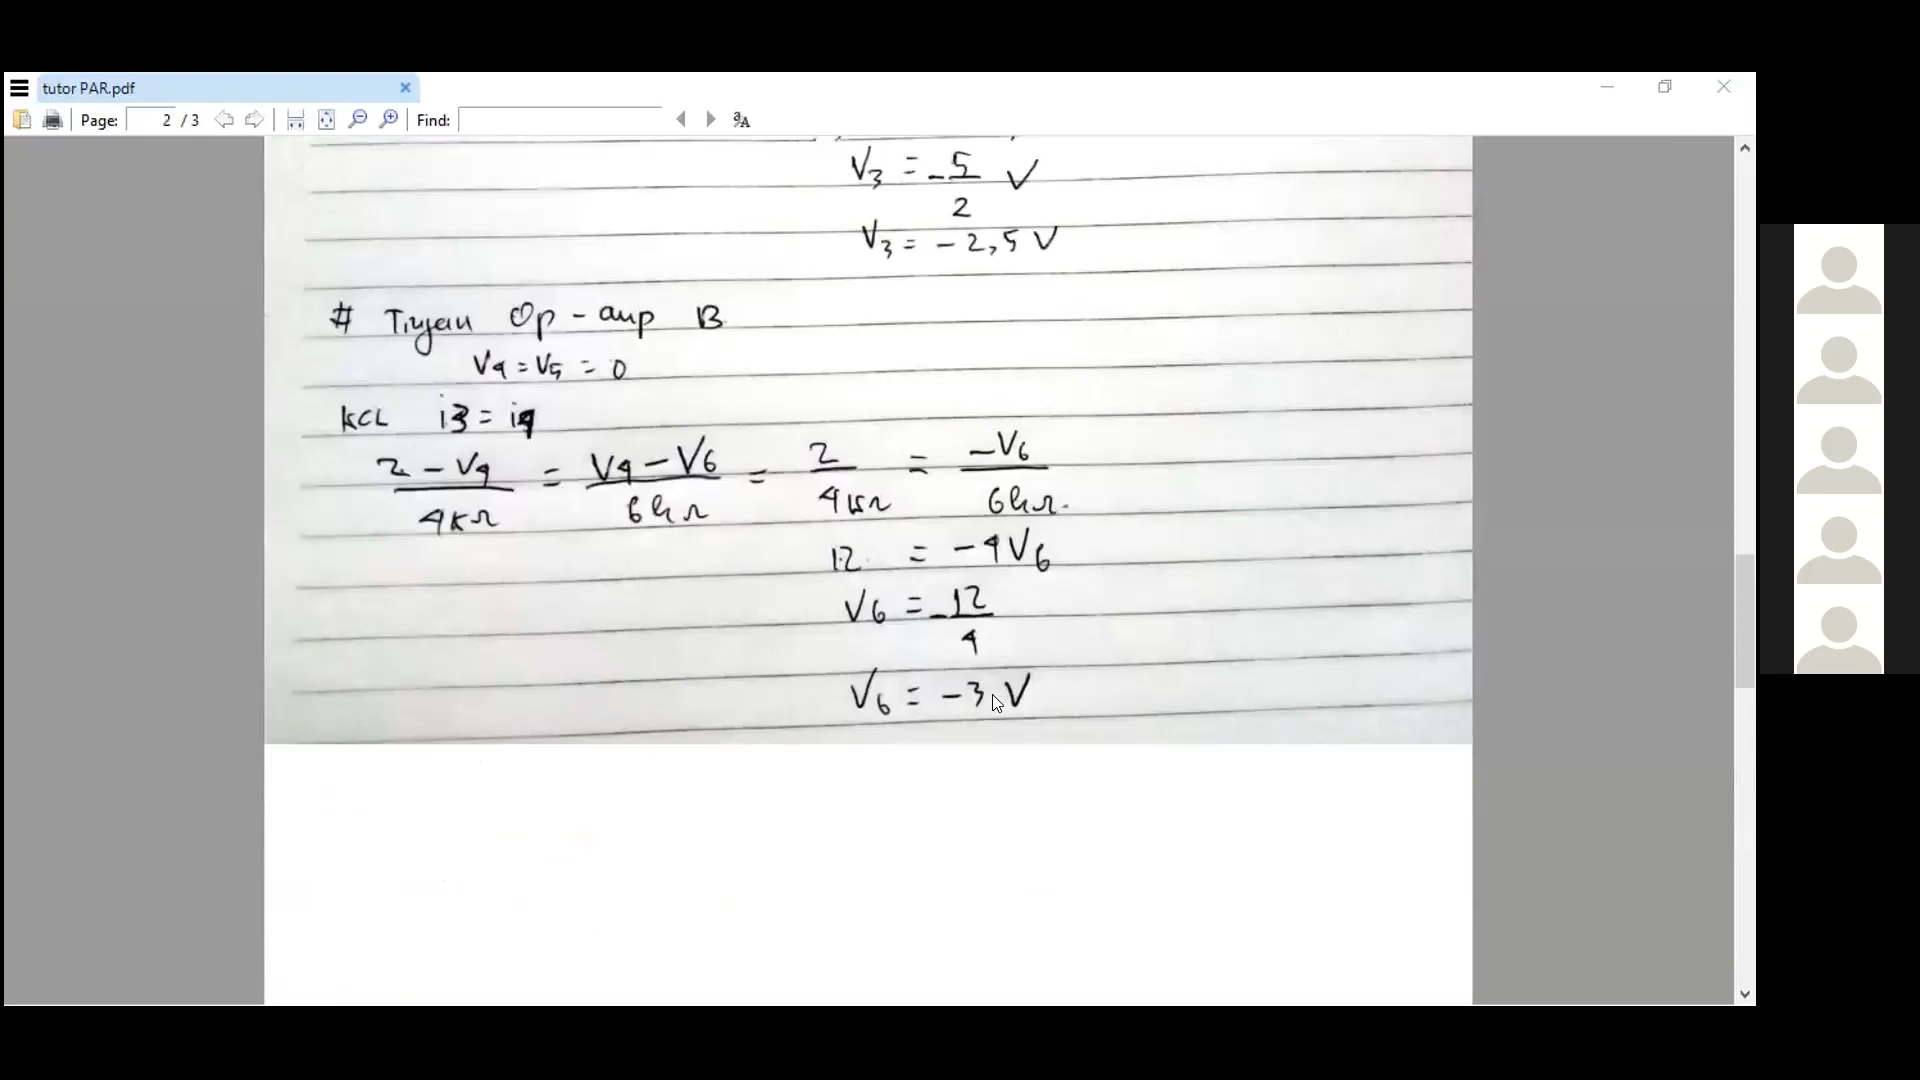 tutor PAR.pdf
Page: 2 / 3 Find:
V3 = -5/2 V
V3 = -2,5 V
# Tinjau Op-amp B
V4 = V5 = 0
KCL i3 = i4
2 - V4 / 4kΩ = V4 - V6 / 6kΩ = 2 / 4kΩ = -V6 / 6kΩ.
12 = -4V6
V6 = -12/4
V6 = -3 V